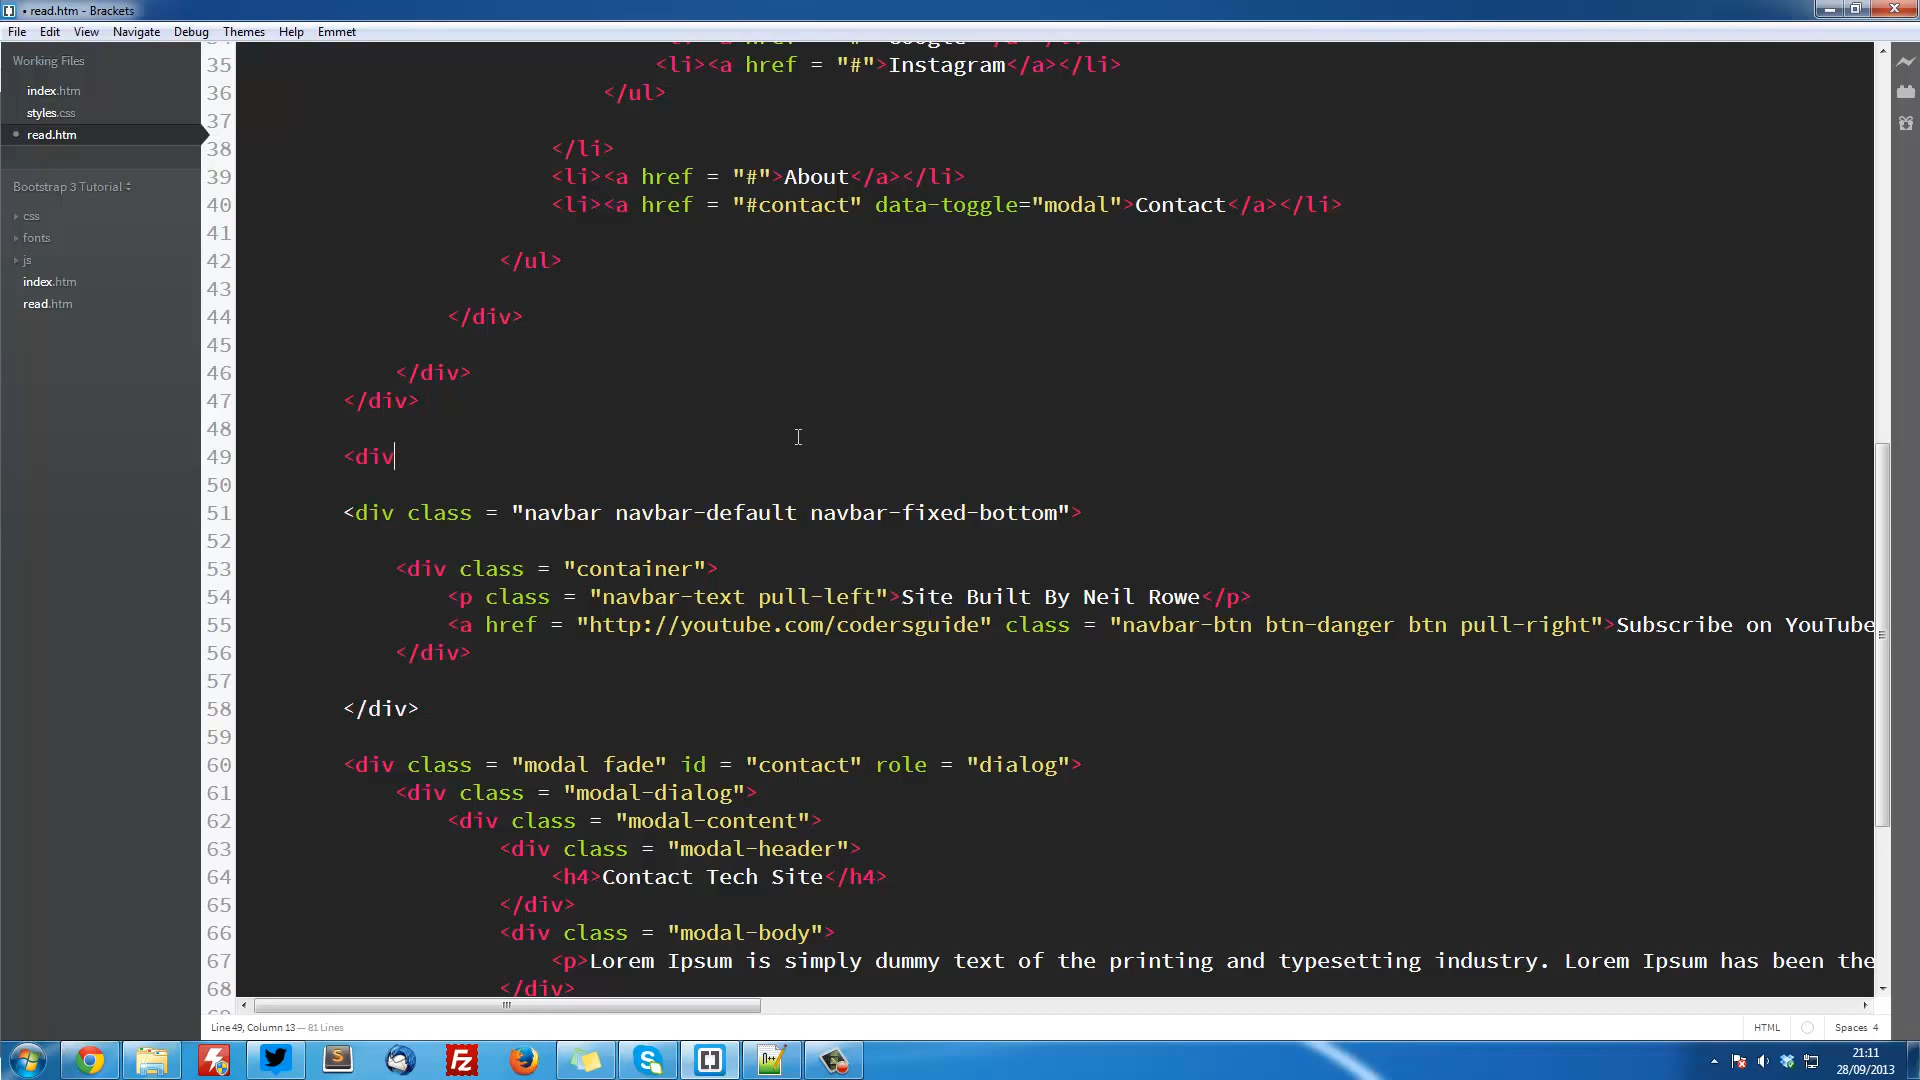 • read.htm - Brackets
File Edit View Navigate Debug Themes Help Emmet
Working Files
index.htm
styles.css
read.htm
Bootstrap 3 Tutorial
css
fonts
js
index.htm
read.htm
35 <li><a href = "#">Instagram</a></li>
36 </ul>
37
38 </li>
39 <li><a href = "#">About</a></li>
40 <li><a href = "#contact" data-toggle="modal">Contact</a></li>
41
42 </ul>
43
44 </div>
45
46 </div>
47 </div>
48
49 <div
50
51 <div class = "navbar navbar-default navbar-fixed-bottom">
52
53 <div class = "container">
54 <p class = "navbar-text pull-left">Site Built By Neil Rowe</p>
55 <a href = "http://youtube.com/codersguide" class = "navbar-btn btn-danger btn pull-right">Subscribe on YouTube
56 </div>
57
58 </div>
59
60 <div class = "modal fade" id = "contact" role = "dialog">
61 <div class = "modal-dialog">
62 <div class = "modal-content">
63 <div class = "modal-header">
64 <h4>Contact Tech Site</h4>
65 </div>
66 <div class = "modal-body">
67 <p>Lorem Ipsum is simply dummy text of the printing and typesetting industry. Lorem Ipsum has been the
68 </div>
Line 49, Column 13 — 81 Lines
HTML
Spaces 4
21:11
28/09/2013